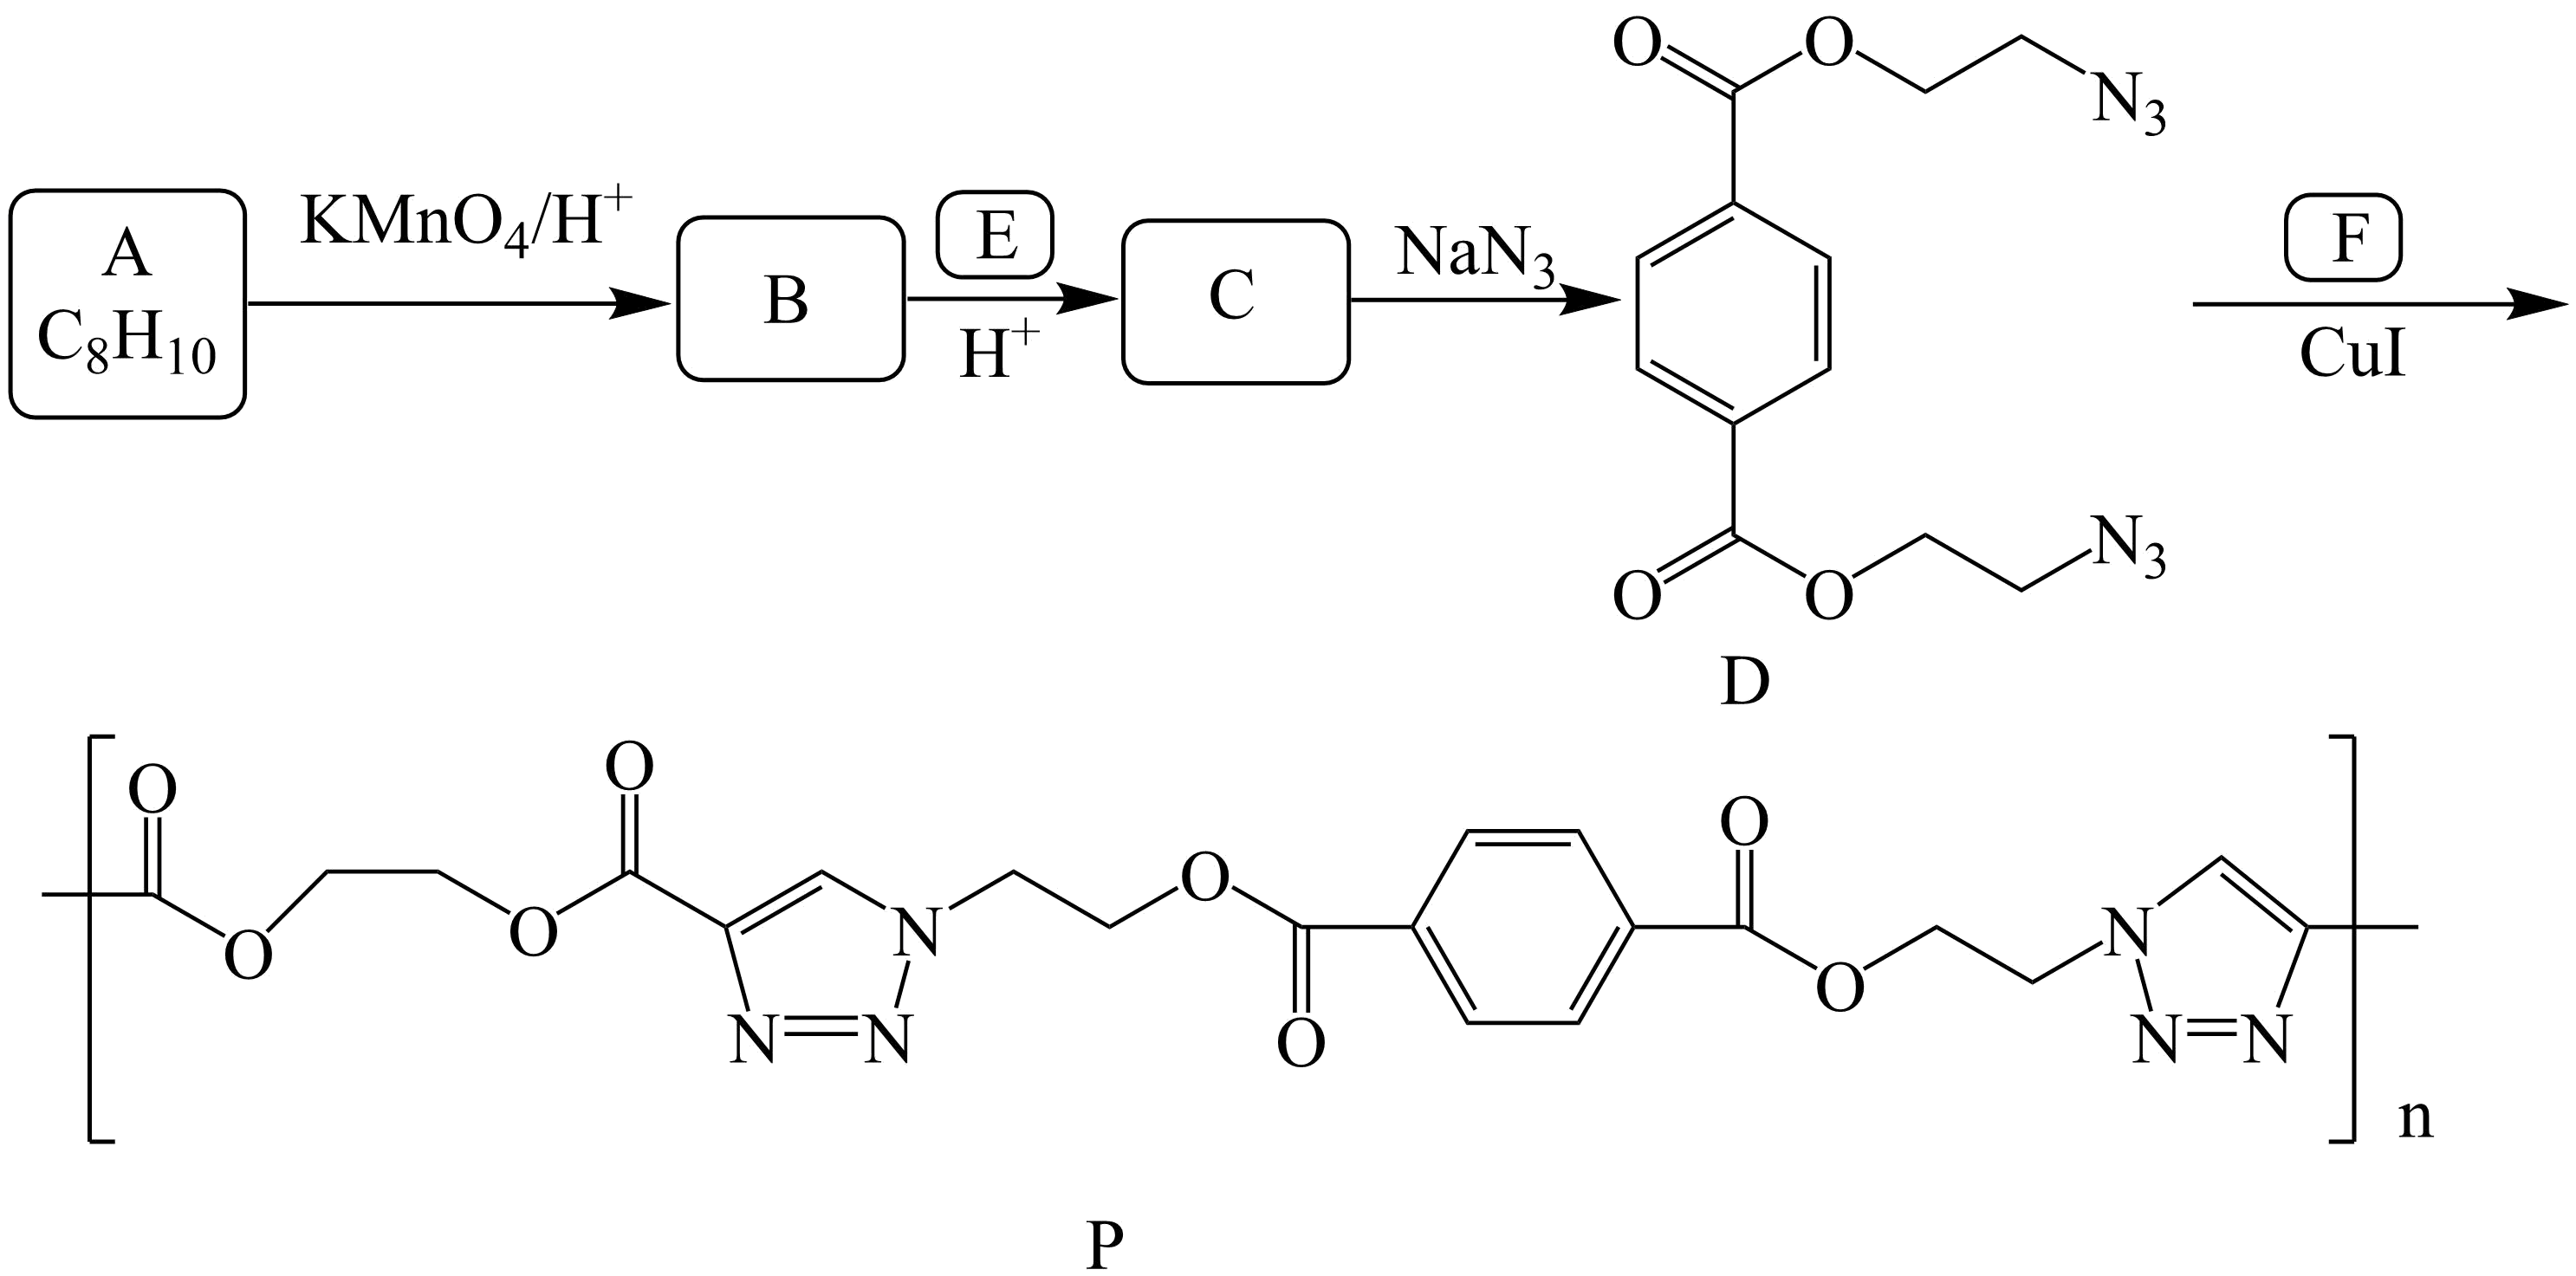 A
C₈H₁₀
KMnO₄/H⁺
B
E
H⁺
C
NaN₃
O
O
N₃
O
O
N₃
D
F
CuI
O
O
O
O
N
N=N
O
O
O
O
N
N=N
n
P